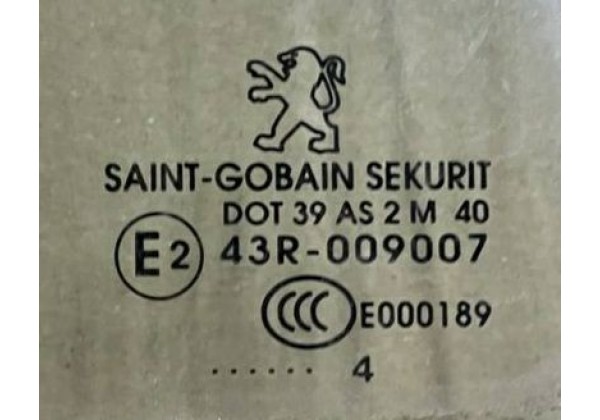 SAINT-GOBAIN SEKURIT
DOT 39 AS 2 M 40
E2 43R-009007
CCC E000189
...... 4